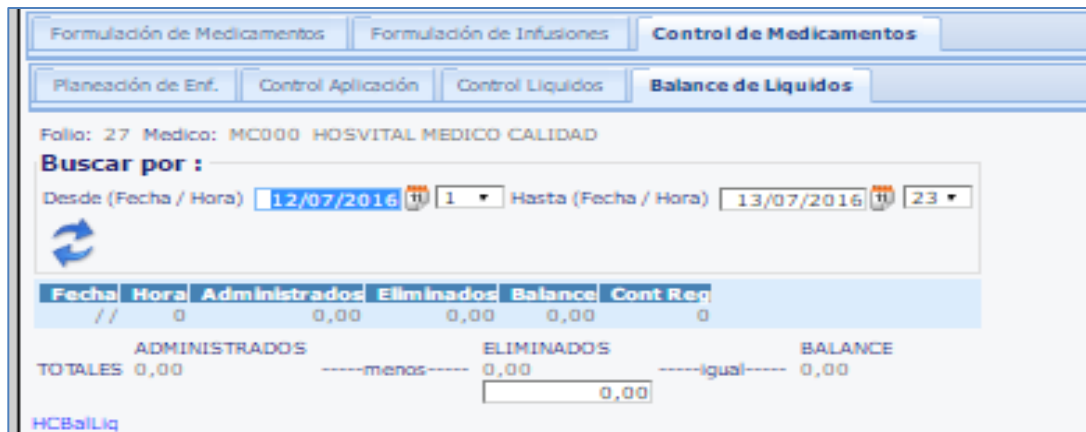 Formulación de Medicamentos Formulación de Infusiones Control de Medicamentos
Planeación de Enf. Control Aplicación Control Liquidos Balance de Liquidos
Folio: 27 Medico: MC000 HOSVITAL MEDICO CALIDAD
Buscar por :
Desde (Fecha / Hora) 12/07/2016 1 Hasta (Fecha / Hora) 13/07/2016 23
Fecha Hora Administrados Eliminados Balance Cont Reg
/ / 0 0,00 0,00 0,00 0
ADMINISTRADOS ELIMINADOS BALANCE
TOTALES 0,00 -----menos----- 0,00 -----igual----- 0,00
0,00
HCBalLiq